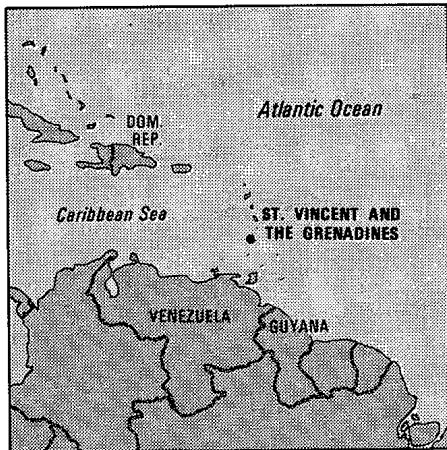 Atlantic Ocean
DOM.
REP.
Caribbean Sea
ST. VINCENT AND
THE GRENADINES
VENEZUELA
GUYANA